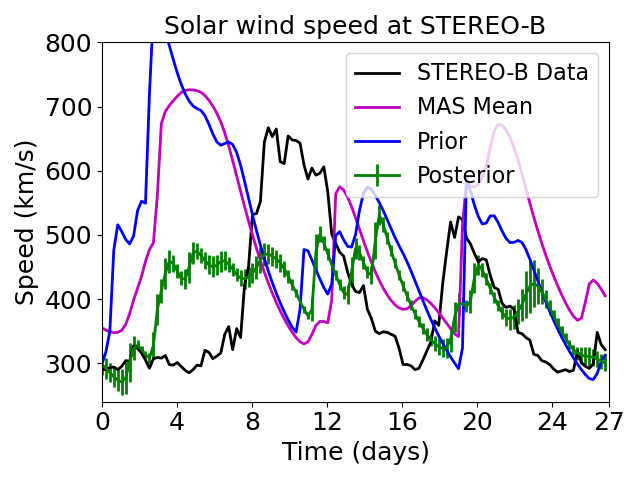 Solar wind speed at STEREO-B
800
700
600
500
400
300
Speed (km/s)
STEREO-B Data
MAS Mean
Prior
Posterior
0 4 8 12 16 20 24 27
Time (days)